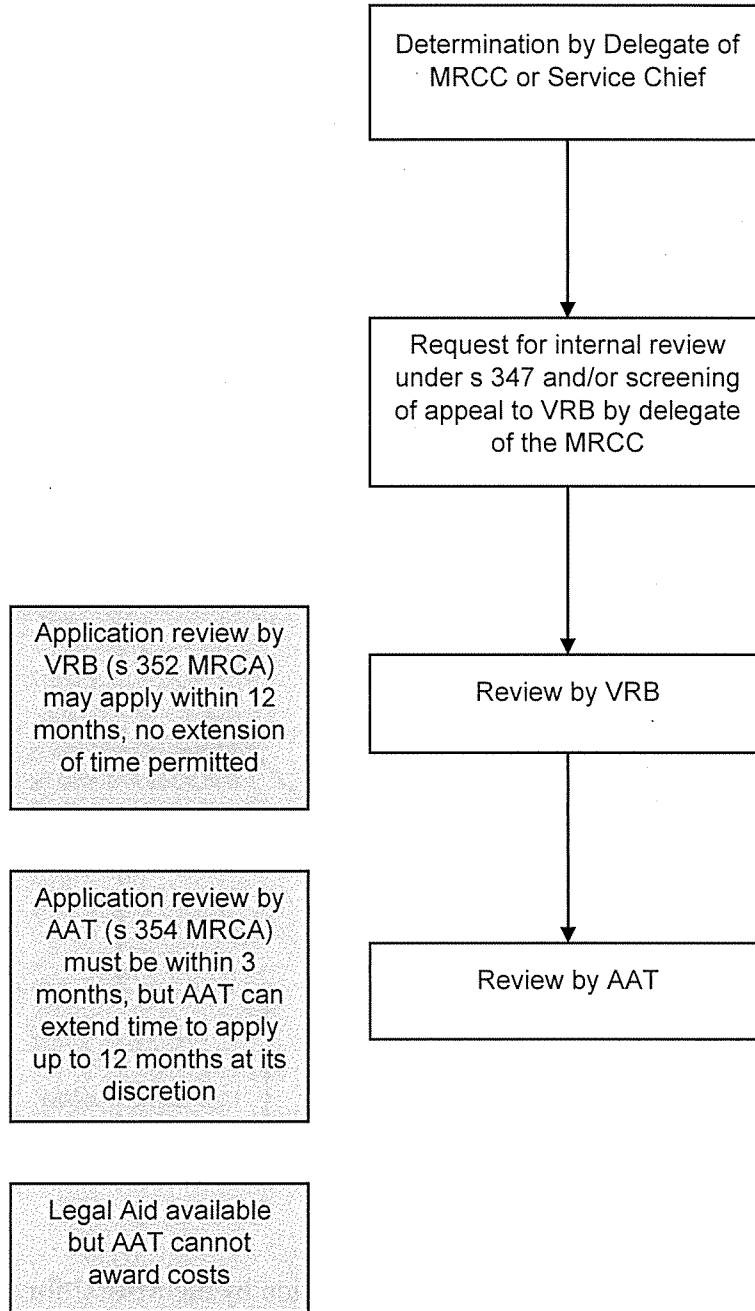 Determination by Delegate of
MRCC or Service Chief
Request for internal review
under s 347 and/or screening
of appeal to VRB by delegate
of the MRCC
Application review by
VRB (s 352 MRCA)
may apply within 12
months, no extension
of time permitted
Review by VRB
Application review by
AAT (s 354 MRCA)
must be within 3
months, but AAT can
extend time to apply
up to 12 months at its
discretion
Review by AAT
Legal Aid available
but AAT cannot
award costs